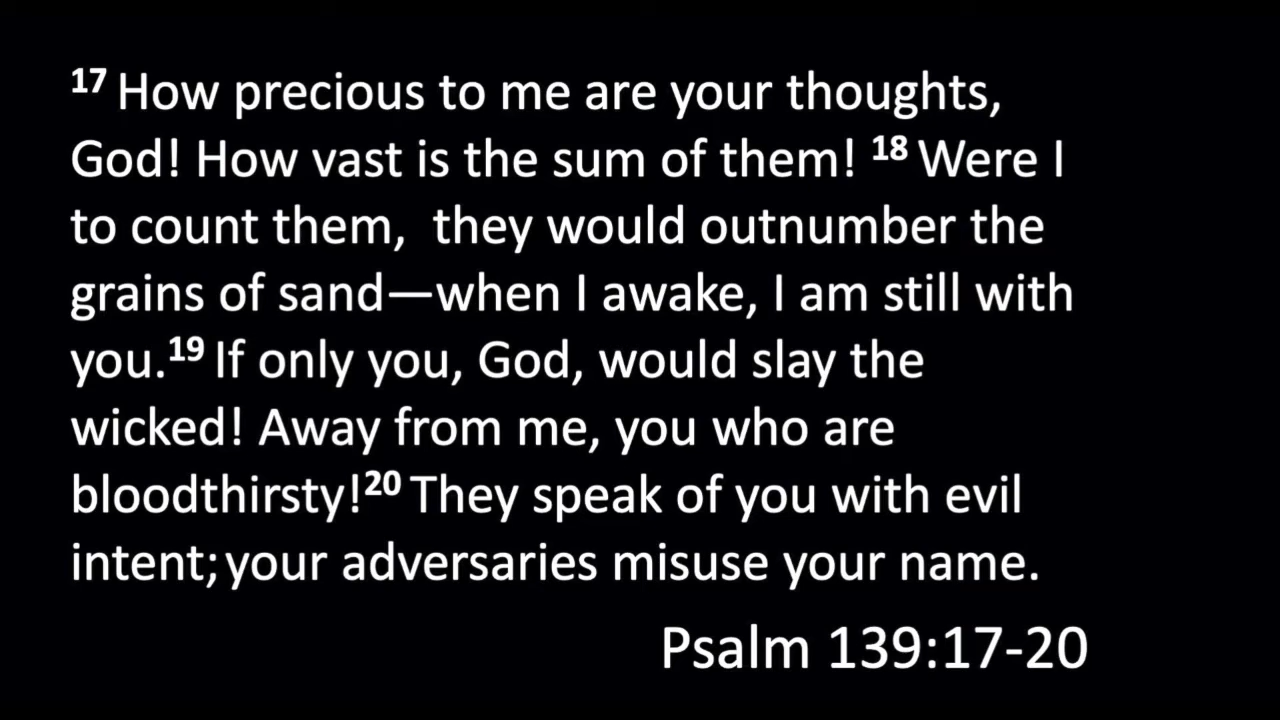 17 How precious to me are your thoughts,
God! How vast is the sum of them! 18 Were I
to count them,  they would outnumber the
grains of sand—when I awake, I am still with
you.19 If only you, God, would slay the
wicked! Away from me, you who are
bloodthirsty!20 They speak of you with evil
intent; your adversaries misuse your name.
Psalm 139:17-20